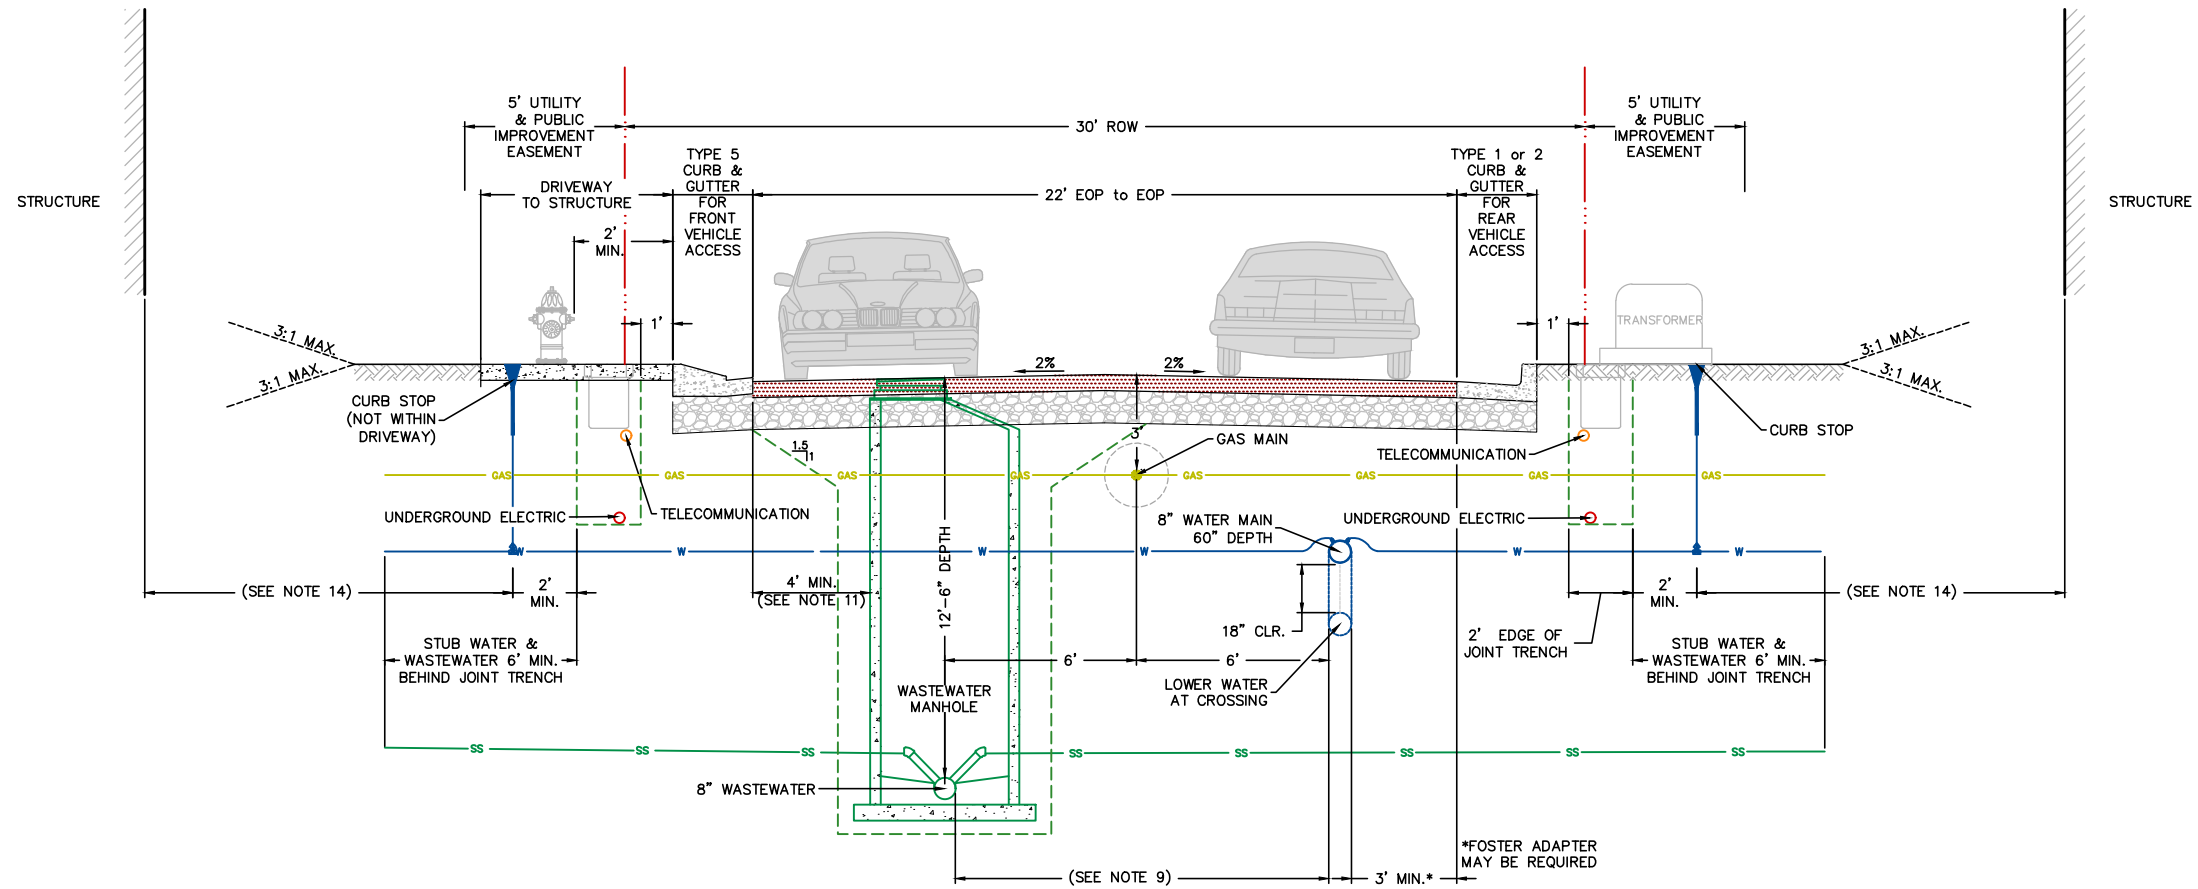 5' UTILITY
& PUBLIC
IMPROVEMENT
EASEMENT
30' ROW
5' UTILITY
& PUBLIC
IMPROVEMENT
EASEMENT
STRUCTURE
DRIVEWAY
TO STRUCTURE
TYPE 5
CURB &
GUTTER
FOR
FRONT
VEHICLE
ACCESS
22' EOP to EOP
TYPE 1 or 2
CURB &
GUTTER
FOR
REAR
VEHICLE
ACCESS
STRUCTURE
2'
MIN.
1'
1'
TRANSFORMER
3:1 MAX.
3:1 MAX.
2%
2%
3:1 MAX.
3:1 MAX.
CURB STOP
(NOT WITHIN
DRIVEWAY)
1.5
1
3'
GAS MAIN
TELECOMMUNICATION
CURB STOP
GAS GAS GAS GAS GAS GAS GAS GAS
UNDERGROUND ELECTRIC
TELECOMMUNICATION
12'-6" DEPTH
8" WATER MAIN
60" DEPTH
UNDERGROUND ELECTRIC
W W W W W W
(SEE NOTE 14)
2'
MIN.
4' MIN.
(SEE NOTE 11)
18" CLR.
2'
MIN.
(SEE NOTE 14)
2' EDGE OF
JOINT TRENCH
STUB WATER &
WASTEWATER 6' MIN.
BEHIND JOINT TRENCH
6'
6'
STUB WATER &
WASTEWATER 6' MIN.
BEHIND JOINT TRENCH
WASTEWATER
MANHOLE
LOWER WATER
AT CROSSING
SS SS SS SS SS SS SS SS
8" WASTEWATER
*FOSTER ADAPTER
MAY BE REQUIRED
(SEE NOTE 9)
3' MIN.*